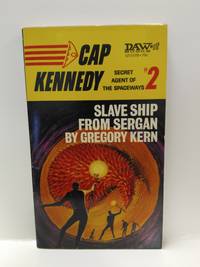 CAP
KENNEDY
SECRET
AGENT OF
THE SPACEWAYS
#2
DAW
SLAVE SHIP
FROM SERGAN
BY GREGORY KERN